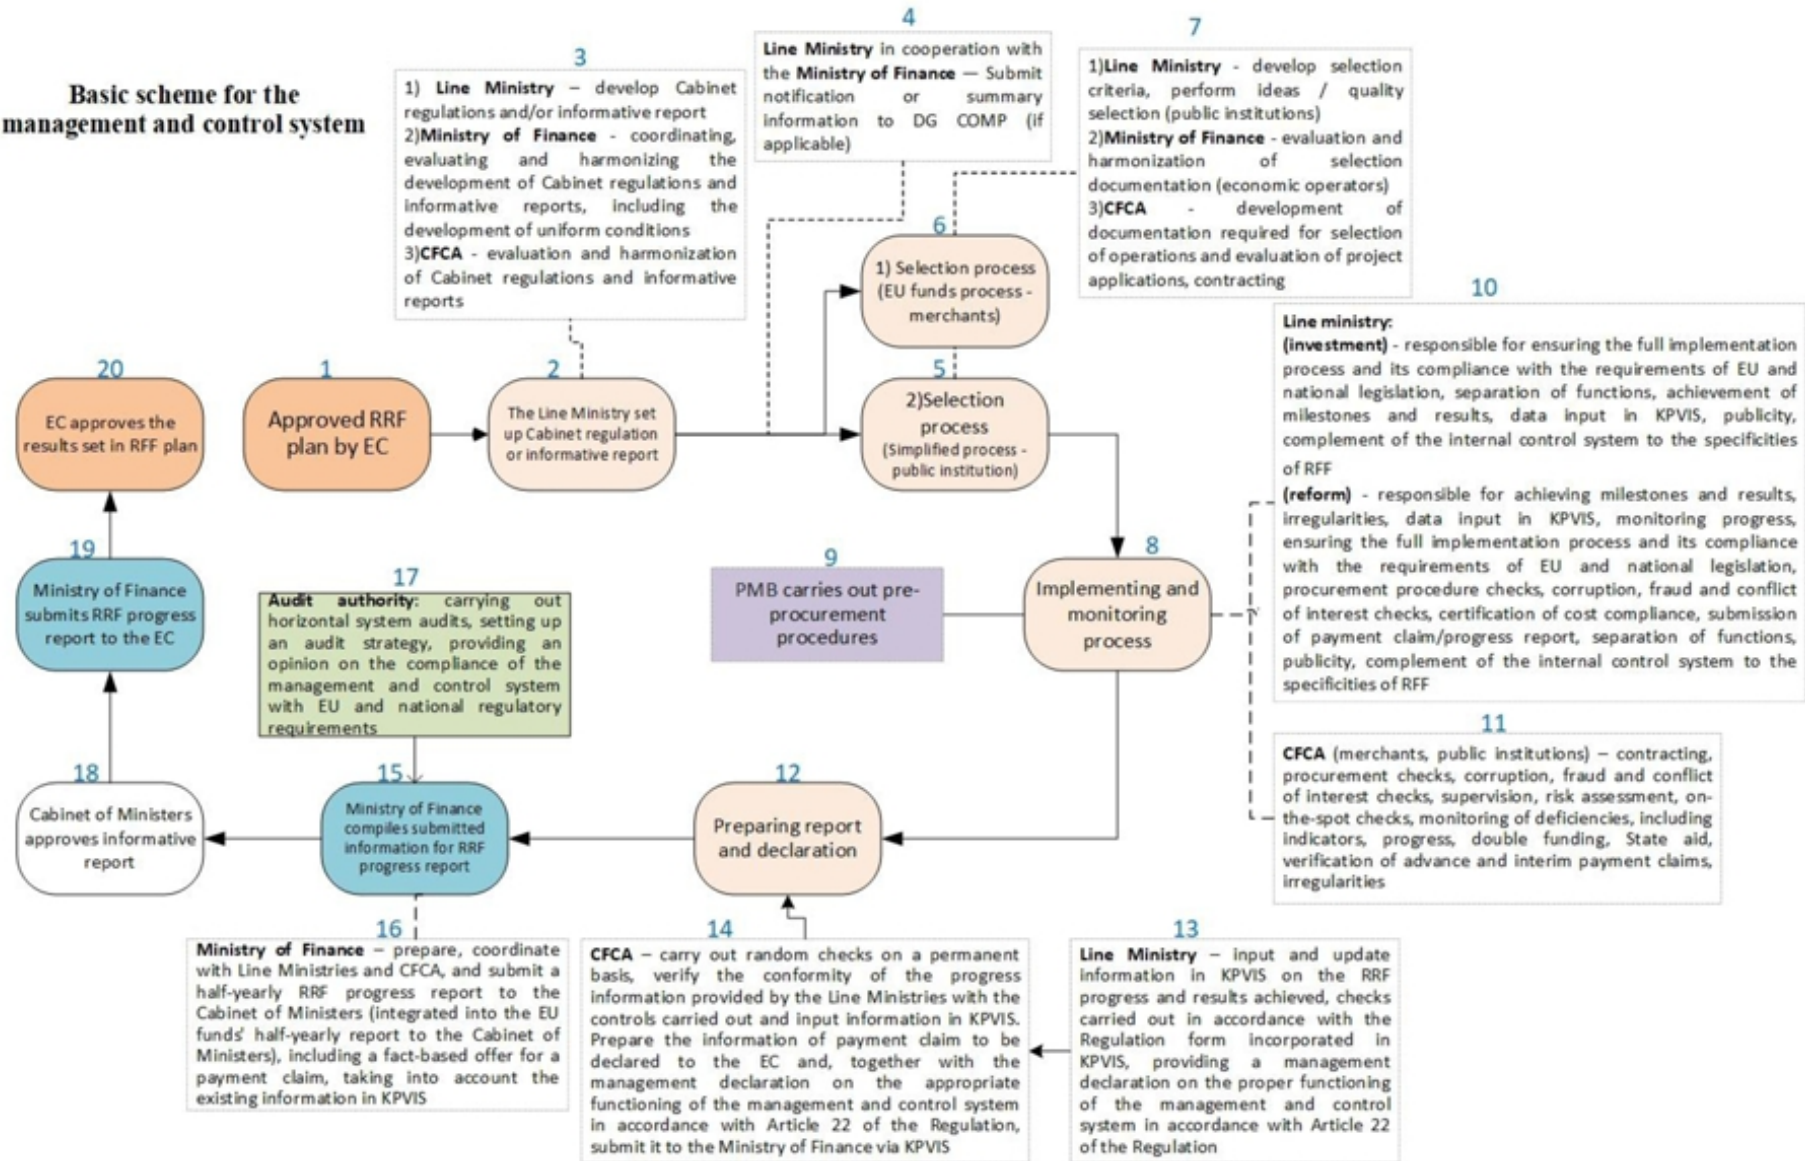 Basic scheme for the
management and control system
3
1) Line Ministry – develop Cabinet
regulations and/or informative report
2)Ministry of Finance - coordinating,
evaluating and harmonizing the
development of Cabinet regulations and
informative reports, including the
development of uniform conditions
3)CFCA - evaluation and harmonization
of Cabinet regulations and informative
reports
4
Line Ministry in cooperation with
the Ministry of Finance — Submit
notification or summary
information to DG COMP (if
applicable)
7
1)Line Ministry - develop selection
criteria, perform ideas / quality
selection (public institutions)
2)Ministry of Finance - evaluation and
harmonization of selection
documentation (economic operators)
3)CFCA - development of
documentation required for selection
of operations and evaluation of project
applications, contracting
6
1) Selection process
(EU funds process -
merchants)
20
EC approves the
results set in RFF plan
1
Approved RRF
plan by EC
2
The Line Ministry set
up Cabinet regulation
or informative report
5
2)Selection
process
(Simplified process -
public institution)
10
Line ministry:
(investment) - responsible for ensuring the full implementation
process and its compliance with the requirements of EU and
national legislation, separation of functions, achievement of
milestones and results, data input in KPVIS, publicity,
complement of the internal control system to the specificities
of RFF
(reform) - responsible for achieving milestones and results,
irregularities, data input in KPVIS, monitoring progress,
ensuring the full implementation process and its compliance
with the requirements of EU and national legislation,
procurement procedure checks, corruption, fraud and conflict
of interest checks, certification of cost compliance, submission
of payment claim/progress report, separation of functions,
publicity, complement of the internal control system to the
specificities of RFF
19
Ministry of Finance
submits RRF progress
report to the EC
17
Audit authority: carrying out
horizontal system audits, setting up
an audit strategy, providing an
opinion on the compliance of the
management and control system
with EU and national regulatory
requirements
9
PMB carries out pre-
procurement
procedures
8
Implementing and
monitoring
process
11
CFCA (merchants, public institutions) – contracting,
procurement checks, corruption, fraud and conflict
of interest checks, supervision, risk assessment, on-
the-spot checks, monitoring of deficiencies, including
indicators, progress, double funding, State aid,
verification of advance and interim payment claims,
irregularities
18
Cabinet of Ministers
approves informative
report
15
Ministry of Finance
compiles submitted
information for RRF
progress report
12
Preparing report
and declaration
16
Ministry of Finance – prepare, coordinate
with Line Ministries and CFCA, and submit a
half-yearly RRF progress report to the
Cabinet of Ministers (integrated into the EU
funds' half-yearly report to the Cabinet of
Ministers), including a fact-based offer for a
payment claim, taking into account the
existing information in KPVIS
14
CFCA – carry out random checks on a permanent
basis, verify the conformity of the progress
information provided by the Line Ministries with the
controls carried out and input information in KPVIS.
Prepare the information of payment claim to be
declared to the EC and, together with the
management declaration on the appropriate
functioning of the management and control system
in accordance with Article 22 of the Regulation,
submit it to the Ministry of Finance via KPVIS
13
Line Ministry – input and update
information in KPVIS on the RRF
progress and results achieved, checks
carried out in accordance with the
Regulation form incorporated in
KPVIS, providing a management
declaration on the proper functioning
of the management and control
system in accordance with Article 22
of the Regulation